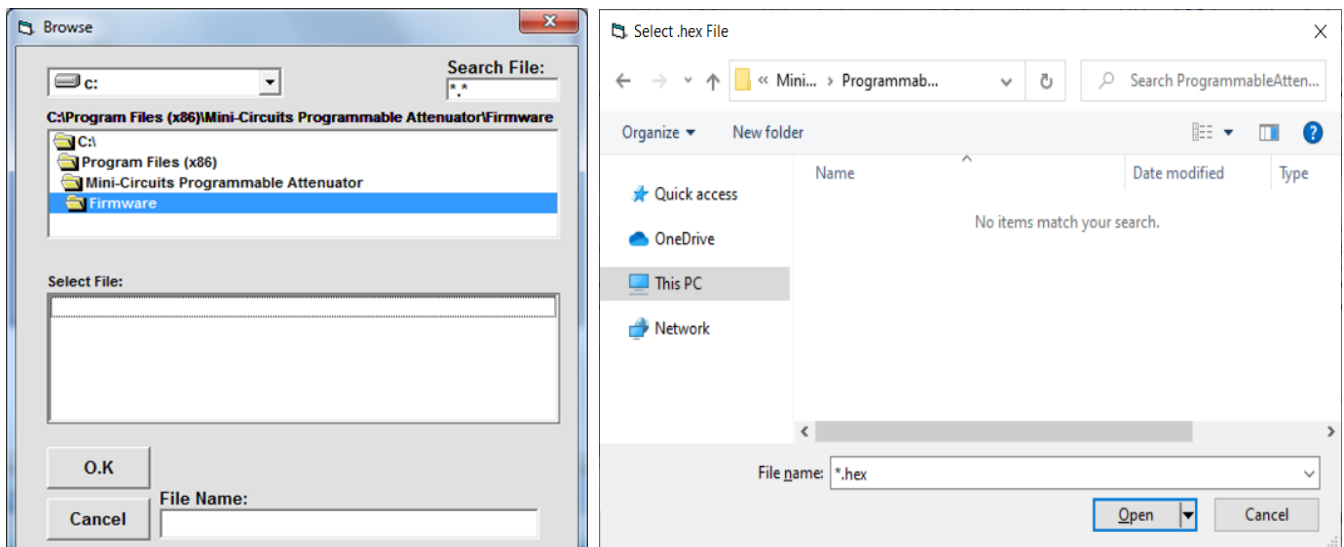 Browse
c:
Search File:
*.*
C:\Program Files (x86)\Mini-Circuits Programmable Attenuator\Firmware
C:\
Program Files (x86)
Mini-Circuits Programmable Attenuator
Firmware
Select File:
O.K
Cancel
File Name:
Select .hex File
« Mini... › Programmab...
Search ProgrammableAtten...
Organize
New folder
?
Name
Date modified
Type
No items match your search.
Quick access
OneDrive
This PC
Network
File name:
*.hex
Open
Cancel